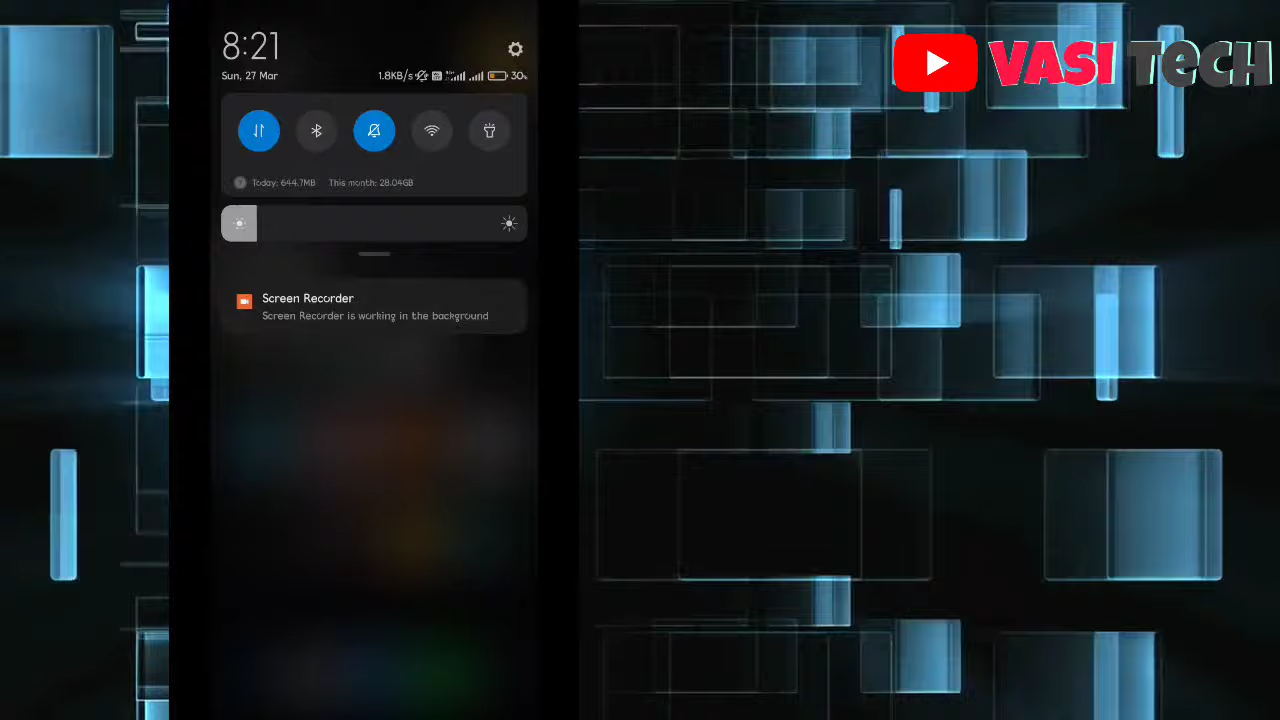 VASI TECH
8:21
Sun, 27 Mar
1.8KB/s 30%
Today: 644.7MB This month: 28.04GB
Screen Recorder
Screen Recorder is working in the background